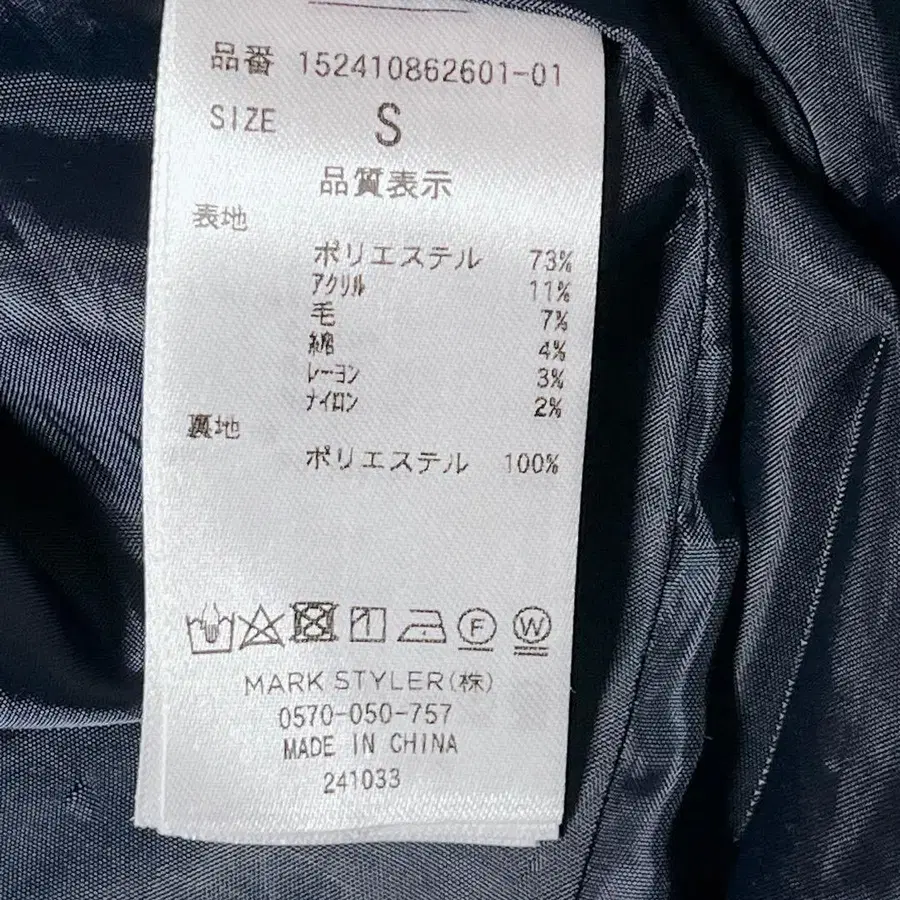 品番 152410862601-01
SIZE S
品質表示
表地
ポリエステル 73%
アクリル 11%
毛 7%
綿 4%
レーヨン 3%
ナイロン 2%
裏地
ポリエステル 100%
F W
MARK STYLER(株)
0570-050-757
MADE IN CHINA
241033